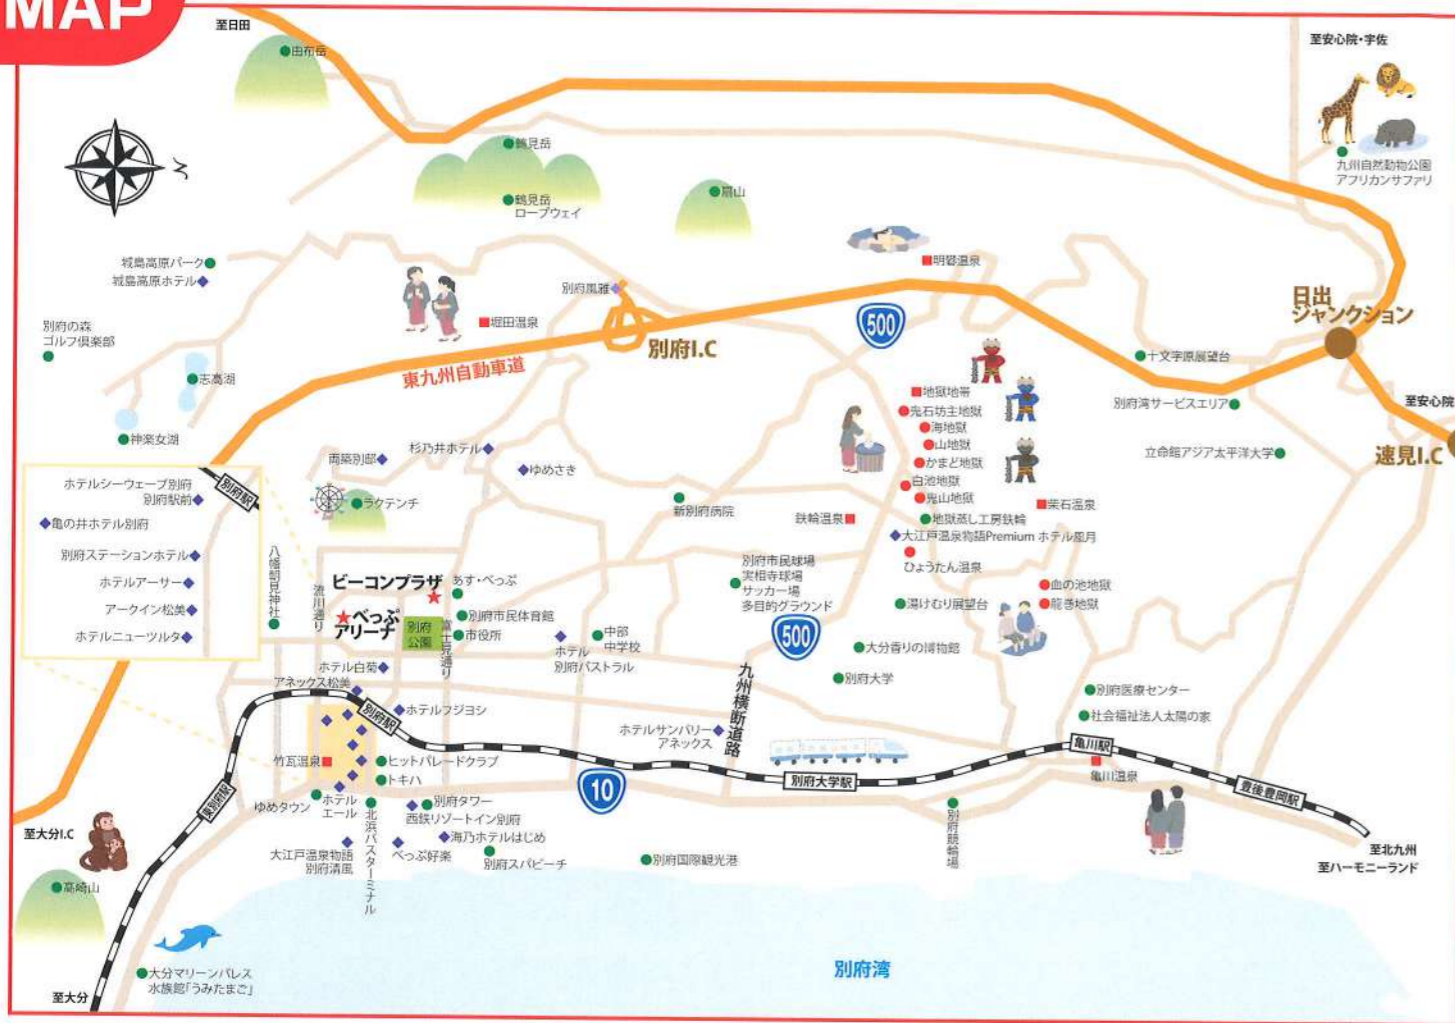 MAP
至日田
由布岳
至安心院・宇佐
九州自然動物公園
アフリカンサファリ
鶴見岳
鶴見岳
ロープウェイ
扇山
明礬温泉
城島高原パーク
城島高原ホテル
別府の森
ゴルフ倶楽部
志高湖
神楽女湖
堀田温泉
別府風雅
別府I.C
東九州自動車道
500
日出
ジャンクション
十文字原展望台
別府湾サービスエリア
立命館アジア太平洋大学
至安心院
速見I.C
地獄地帯
鬼石坊主地獄
海地獄
山地獄
かまど地獄
白池地獄
鬼山地獄
地獄蒸し工房鉄輪
大江戸温泉物語Premium ホテル風月
ひょうたん温泉
鉄輪温泉
柴石温泉
血の池地獄
龍巻地獄
湯けむり展望台
大分香りの博物館
別府大学
両築別邸
杉乃井ホテル
ゆめさき
ラクテンチ
新別府病院
別府市民球場
実相寺球場
サッカー場
多目的グラウンド
500
別府駅
ホテルシーウェーブ別府
別府駅前
亀の井ホテル別府
別府ステーションホテル
ホテルアーサー
アークイン松美
ホテルニューツルタ
八幡朝見神社
流川通り
ビーコンプラザ
べっぷ
アリーナ
別府
公園
富士見通り
あす・べっぷ
別府市民体育館
市役所
ホテル
別府パストラル
中部
中学校
九州横断道路
ホテル白菊
アネックス松美
別府駅
ホテルフジヨシ
ホテルサンバリー
アネックス
別府医療センター
社会福祉法人太陽の家
竹瓦温泉
ヒットパレードクラブ
トキハ
10
別府大学駅
亀川駅
亀川温泉
豊後豊岡駅
東別府駅
ゆめタウン
ホテル
エール
北浜バスターミナル
別府タワー
西鉄リゾートイン別府
海乃ホテルはじめ
べっぷ好楽
別府スパビーチ
大江戸温泉物語
別府清風
別府国際観光港
別府競輪場
至北九州
至ハーモニーランド
至大分I.C
高崎山
大分マリーンパレス
水族館「うみたまご」
至大分
別府湾